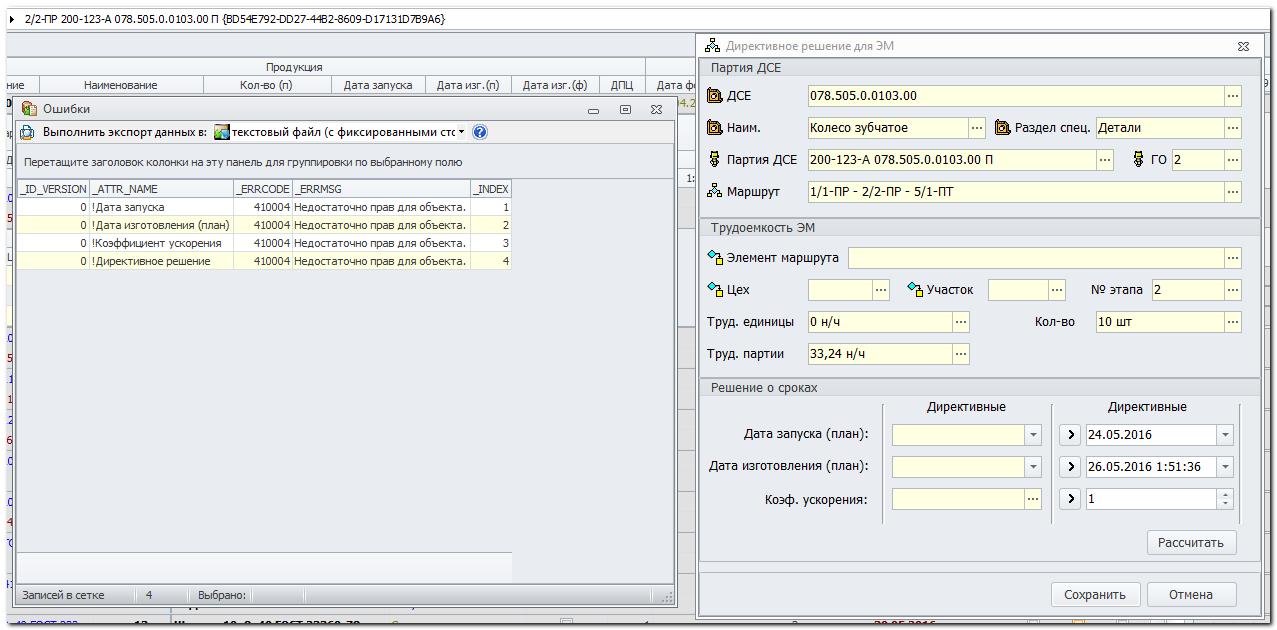 2/2-ПР 200-123-А 078.505.0.0103.00 П {BD54E792-DD27-44B2-8609-D17131D7B9A6}
Продукция
ние Наименование Кол-во (п) Дата запуска Дата изг.(п) Дата изг.(ф) ДПЦ Дата ф
Ошибки
Выполнить экспорт данных в: текстовый файл (с фиксированными ст
Перетащите заголовок колонки на эту панель для группировки по выбранному полю
_ID_VERSION _ATTR_NAME _ERRCODE _ERRMSG _INDEX
0 !Дата запуска 410004 Недостаточно прав для объекта. 1
0 !Дата изготовления (план) 410004 Недостаточно прав для объекта. 2
0 !Коэффициент ускорения 410004 Недостаточно прав для объекта. 3
0 !Директивное решение 410004 Недостаточно прав для объекта. 4
Записей в сетке 4 Выбрано:
Директивное решение для ЭМ
Партия ДСЕ
ДСЕ 078.505.0.0103.00
Наим. Колесо зубчатое Раздел спец. Детали
Партия ДСЕ 200-123-А 078.505.0.0103.00 П ГО 2
Маршрут 1/1-ПР - 2/2-ПР - 5/1-ПТ
Трудоемкость ЭМ
Элемент маршрута
Цех Участок № этапа 2
Труд. единицы 0 н/ч Кол-во 10 шт
Труд. партии 33,24 н/ч
Решение о сроках
Директивные Директивные
Дата запуска (план): 24.05.2016
Дата изготовления (план): 26.05.2016 1:51:36
Коэф. ускорения: 1
Рассчитать
Сохранить Отмена